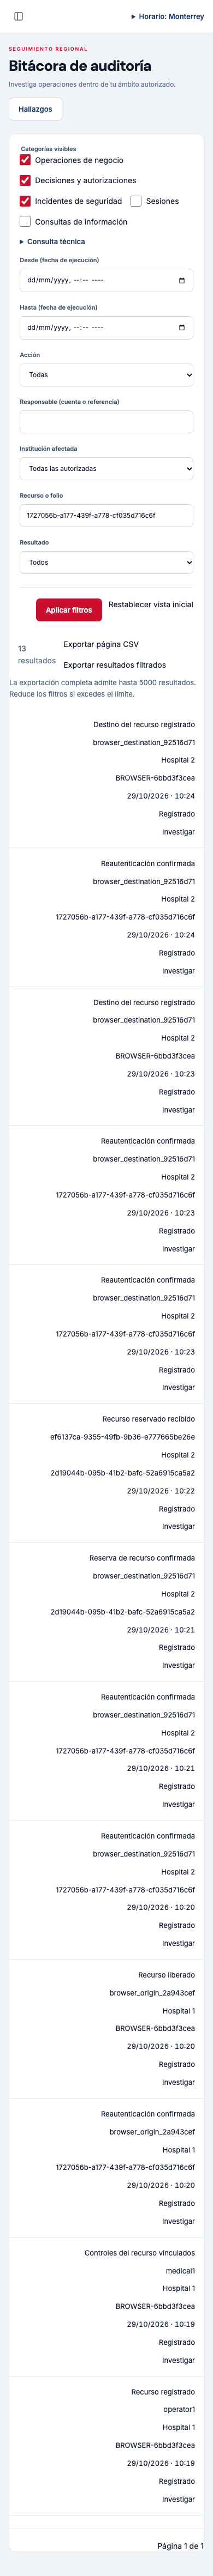 ▶ Horario: Monterrey
SEGUIMIENTO REGIONAL
Bitácora de auditoría
Investiga operaciones dentro de tu ámbito autorizado.
Hallazgos
Categorías visibles
Operaciones de negocio
Decisiones y autorizaciones
Incidentes de seguridad
Sesiones
Consultas de información
▶ Consulta técnica
Desde (fecha de ejecución)
dd/mm/yyyy, --:-- ----
Hasta (fecha de ejecución)
dd/mm/yyyy, --:-- ----
Acción
Todas
Responsable (cuenta o referencia)
Institución afectada
Todas las autorizadas
Recurso o folio
1727056b-a177-439f-a778-cf035d716c6f
Resultado
Todos
Aplicar filtros
Restablecer vista inicial
13
resultados
Exportar página CSV
Exportar resultados filtrados
La exportación completa admite hasta 5000 resultados.
Reduce los filtros si excedes el límite.
Destino del recurso registrado
browser_destination_92516d71
Hospital 2
BROWSER-6bbd3f3cea
29/10/2026 · 10:24
Registrado
Investigar
Reautenticación confirmada
browser_destination_92516d71
Hospital 2
1727056b-a177-439f-a778-cf035d716c6f
29/10/2026 · 10:24
Registrado
Investigar
Destino del recurso registrado
browser_destination_92516d71
Hospital 2
BROWSER-6bbd3f3cea
29/10/2026 · 10:23
Registrado
Investigar
Reautenticación confirmada
browser_destination_92516d71
Hospital 2
1727056b-a177-439f-a778-cf035d716c6f
29/10/2026 · 10:23
Registrado
Investigar
Reautenticación confirmada
browser_destination_92516d71
Hospital 2
1727056b-a177-439f-a778-cf035d716c6f
29/10/2026 · 10:23
Registrado
Investigar
Recurso reservado recibido
ef6137ca-9355-49fb-9b36-e777665be26e
Hospital 2
2d19044b-095b-41b2-bafc-52a6915ca5a2
29/10/2026 · 10:22
Registrado
Investigar
Reserva de recurso confirmada
browser_destination_92516d71
Hospital 2
2d19044b-095b-41b2-bafc-52a6915ca5a2
29/10/2026 · 10:21
Registrado
Investigar
Reautenticación confirmada
browser_destination_92516d71
Hospital 2
1727056b-a177-439f-a778-cf035d716c6f
29/10/2026 · 10:21
Registrado
Investigar
Reautenticación confirmada
browser_destination_92516d71
Hospital 2
1727056b-a177-439f-a778-cf035d716c6f
29/10/2026 · 10:20
Registrado
Investigar
Recurso liberado
browser_origin_2a943cef
Hospital 1
BROWSER-6bbd3f3cea
29/10/2026 · 10:20
Registrado
Investigar
Reautenticación confirmada
browser_origin_2a943cef
Hospital 1
1727056b-a177-439f-a778-cf035d716c6f
29/10/2026 · 10:20
Registrado
Investigar
Controles del recurso vinculados
medical1
Hospital 1
BROWSER-6bbd3f3cea
29/10/2026 · 10:19
Registrado
Investigar
Recurso registrado
operator1
Hospital 1
BROWSER-6bbd3f3cea
29/10/2026 · 10:19
Registrado
Investigar
Página 1 de 1